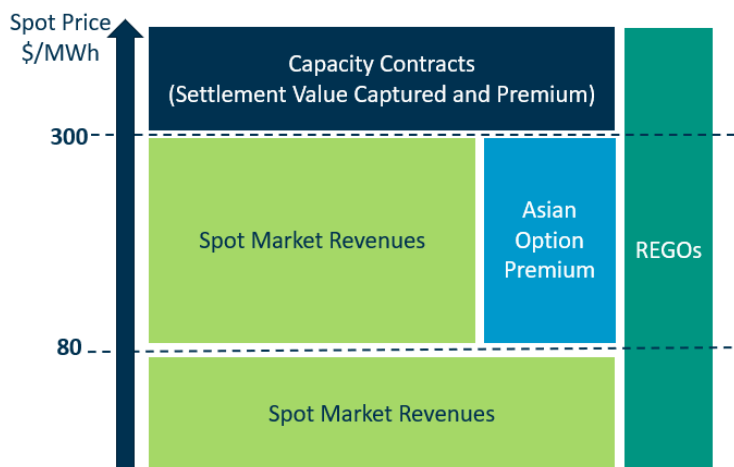 Spot Price
$/MWh
Capacity Contracts
(Settlement Value Captured and Premium)
300
Spot Market Revenues
Asian
Option
Premium
REGOs
80
Spot Market Revenues